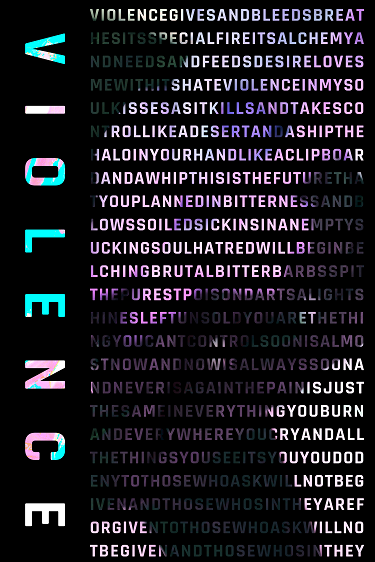 VIOLENCE
VIOLENCEGIVESANDBLEEDSBREAT
HESITSSPECIALFIREITSALCHEMYA
NDNEEDSANDFEEDSDESIRELOVES
MEWITHITSHATEVIOLENCEINMYSO
ULKISSESASITKILLSANDTAKESCO
NTROLLIKEADESERTANDASHIPTHE
HALOINYOURHANDLIKEACLIPBOAR
DANDAWHIPTHISISTHEFUTURETHA
TYOUPLANNEDINBITTERNESSANDB
LOWSSOILEDSICKINSINANEMPTYS
UCKINGSOULHATREDWILLBEGINBE
LCHINGBRUTALBITTERBARBSSPIT
THEPURESTPOISONDARTSALIGHTS
HINESLEFTUNSOLDYOUARETHETHI
NGYOUCANTCONTROLSOONISALMO
STNOWANDNOWISALWAYSSOONA
NDNEVERISAGAINTHEPAINISJUST
THESAMEINEVERYTHINGYOUBURN
ANDEVERYWHEREYOUCRYANDALL
THETHINGSYOUSEEITSYOUYOUDOD
ENYTOTHOSEWHOASKWILLNOTBEG
IVENANDTHOSEWHOSINTHEYAREF
ORGIVENTOTHOSEWHOASKWILLNO
TBEGIVENANDTHOSEWHOSINTHEY